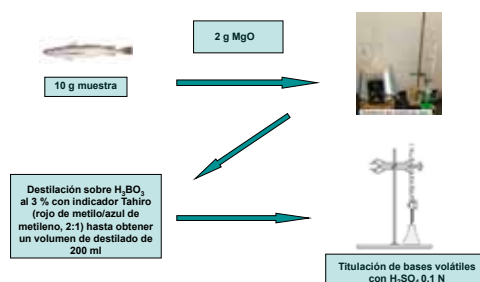 2 g MgO
10 g muestra
Destilación sobre H₃BO₃
al 3 % con indicador Tahiro
(rojo de metilo/azul de
metileno, 2:1) hasta obtener
un volumen de destilado de
200 ml
Titulación de bases volátiles
con H₂SO₄ 0.1 N